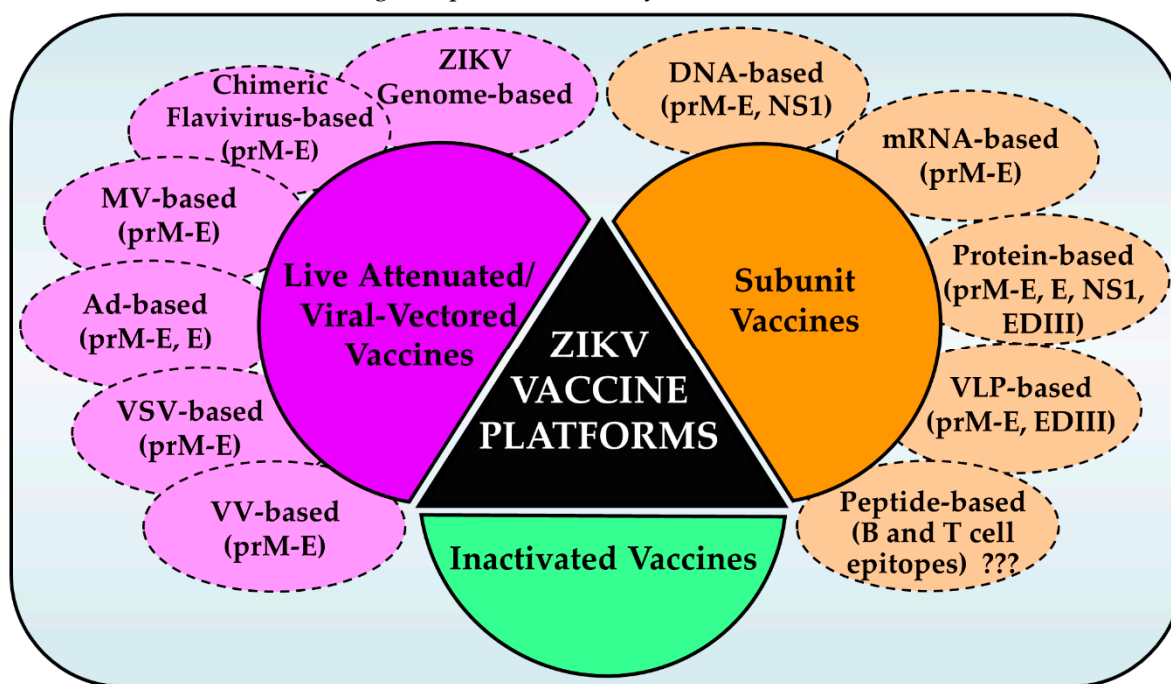 ZIKV
Genome-based
Chimeric
Flavivirus-based
(prM-E)
MV-based
(prM-E)
Ad-based
(prM-E, E)
VSV-based
(prM-E)
VV-based
(prM-E)
Live Attenuated/
Viral-Vectored
Vaccines
ZIKV
VACCINE
PLATFORMS
Subunit
Vaccines
DNA-based
(prM-E, NS1)
mRNA-based
(prM-E)
Protein-based
(prM-E, E, NS1,
EDIII)
VLP-based
(prM-E, EDIII)
Peptide-based
(B and T cell
epitopes) ???
Inactivated Vaccines